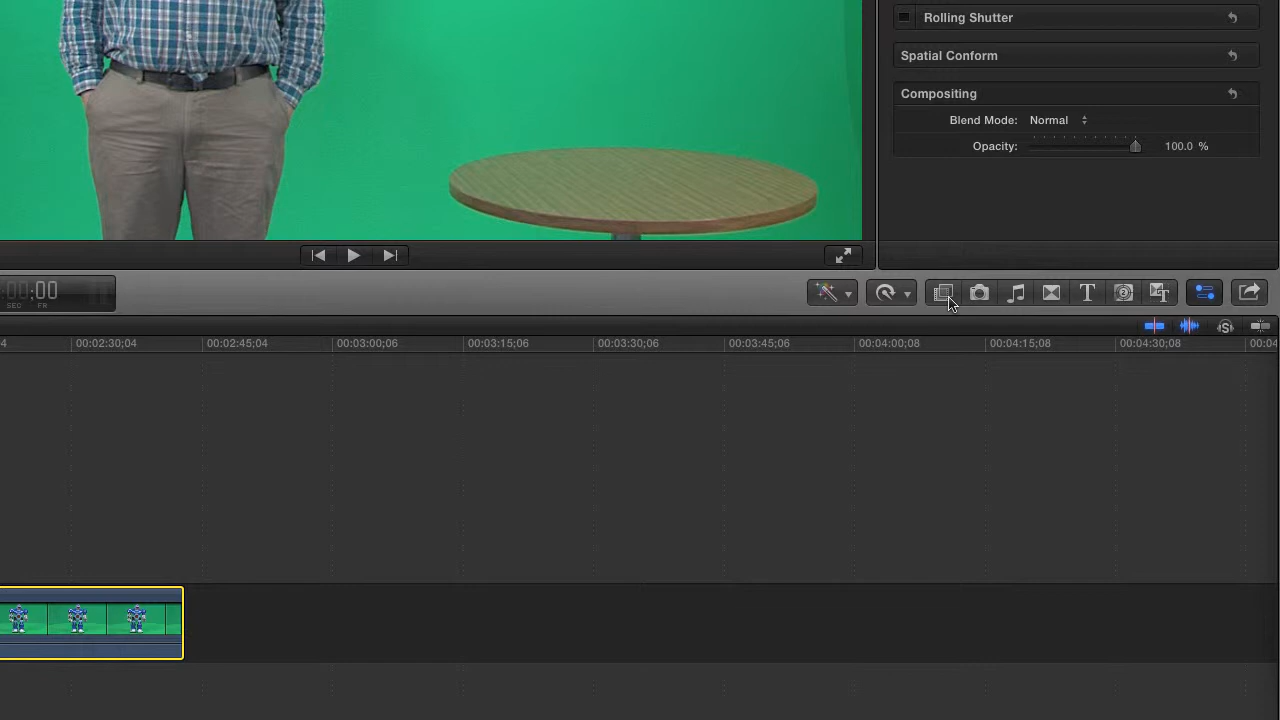 Rolling Shutter
Spatial Conform
Compositing
Blend Mode: Normal
Opacity: 100.0 %
:00;00
SEC FR
T 2 T
S
4 00:02:30;04 00:02:45;04 00:03:00;06 00:03:15;06 00:03:30;06 00:03:45;06 00:04:00;08 00:04:15;08 00:04:30;08 00:04